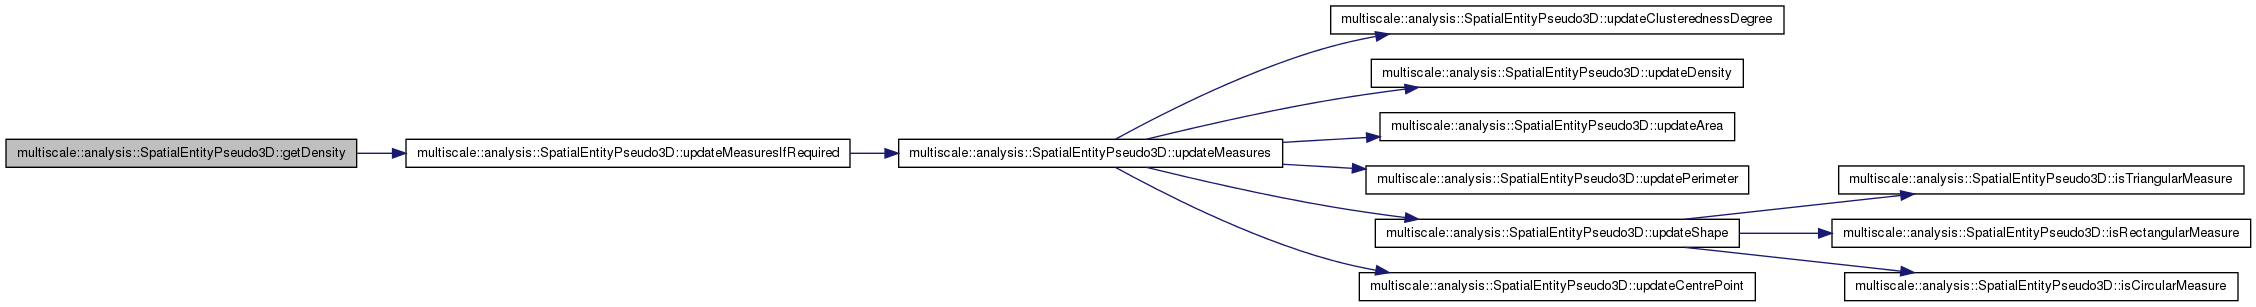 multiscale::analysis::SpatialEntityPseudo3D::getDensity
multiscale::analysis::SpatialEntityPseudo3D::updateMeasuresIfRequired
multiscale::analysis::SpatialEntityPseudo3D::updateMeasures
multiscale::analysis::SpatialEntityPseudo3D::updateClusterednessDegree
multiscale::analysis::SpatialEntityPseudo3D::updateDensity
multiscale::analysis::SpatialEntityPseudo3D::updateArea
multiscale::analysis::SpatialEntityPseudo3D::updatePerimeter
multiscale::analysis::SpatialEntityPseudo3D::updateShape
multiscale::analysis::SpatialEntityPseudo3D::updateCentrePoint
multiscale::analysis::SpatialEntityPseudo3D::isTriangularMeasure
multiscale::analysis::SpatialEntityPseudo3D::isRectangularMeasure
multiscale::analysis::SpatialEntityPseudo3D::isCircularMeasure